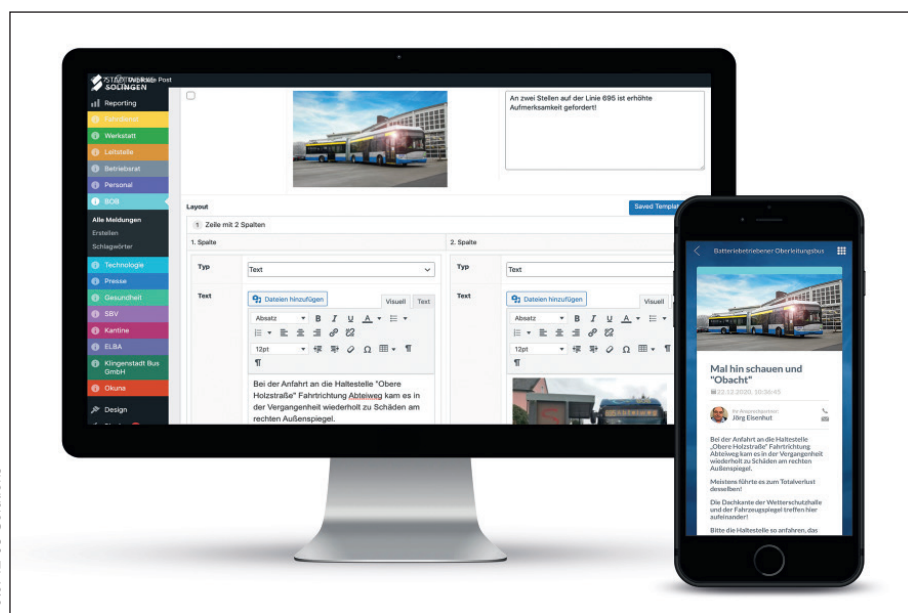 STADTWERKE
SOLINGEN
Post
Reporting
Fahrdienst
Werkstatt
Leitstelle
Betriebsrat
Personal
BOB
Alle Meldungen
Erstellen
Schlagwörter
Technologie
Presse
Gesundheit
SBV
Kantine
ELBA
Klingenstadt Bus
GmbH
Okuna
Design
An zwei Stellen auf der Linie 695 ist erhöhte
Aufmerksamkeit gefordert!
Layout
Saved Templat
1 Zeile mit 2 Spalten
1. Spalte
2. Spalte
Typ
Text
Typ
Text
Text
Dateien hinzufügen
Visuell
Text
Absatz
B I U A
12pt
Ω
¶
Bei der Anfahrt an die Haltestelle "Obere
Holzstraße" Fahrtrichtung Abteiweg kam es in
der Vergangenheit wiederholt zu Schäden am
rechten Außenspiegel.
Text
Dateien hinzufügen
Visuell
Absatz
B I U A
12pt
Ω
¶
Batteriebetriebener Oberleitungsbus
Mal hin schauen und
"Obacht"
22.12.2020, 10:56:45
Ihr Ansprechpartner:
Jörg Eisenhut
Bei der Anfahrt an die Haltestelle
„Obere Holzstraße" Fahrtrichtung
Abteiweg kam es in der Vergangenheit
wiederholt zu Schäden am rechten
Außenspiegel.
Meistens führte es zum Totalverlust
desselben!
Die Dachkante der Wetterschutzhalle
und der Fahrzeugspiegel treffen hier
aufeinander!
Bitte die Haltestelle so anfahren, das